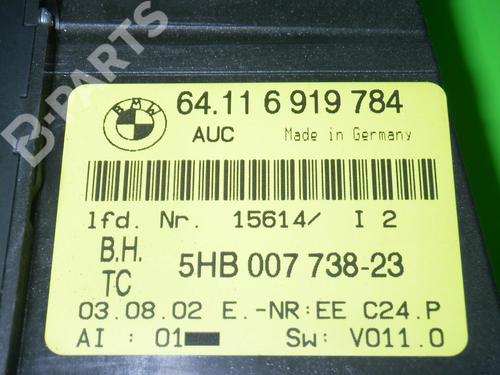 B-PARTS
BMW
64.11 6 919 784
AUC Made in Germany
lfd. Nr. 15614/ I 2
B.H.
TC
5HB 007 738-23
03.08.02 E.-NR:EE C24.P
AI : 01 Sw: V011.0